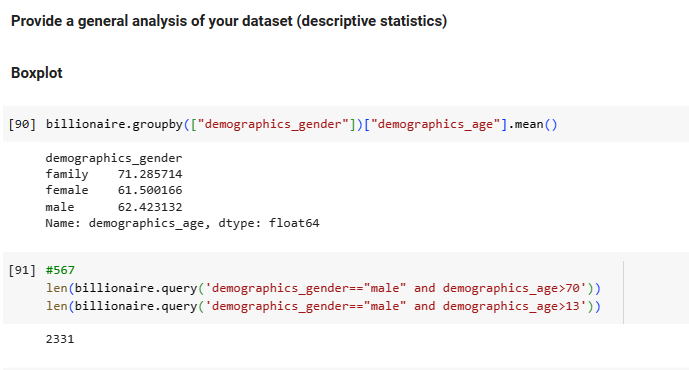 Provide a general analysis of your dataset (descriptive statistics)
Boxplot
[90] billionaire.groupby(["demographics_gender"])["demographics_age"].mean()
demographics_gender
family    71.285714
female    61.500166
male      62.423132
Name: demographics_age, dtype: float64
[91] #567
len(billionaire.query('demographics_gender=="male" and demographics_age>70'))
len(billionaire.query('demographics_gender=="male" and demographics_age>13'))
2331